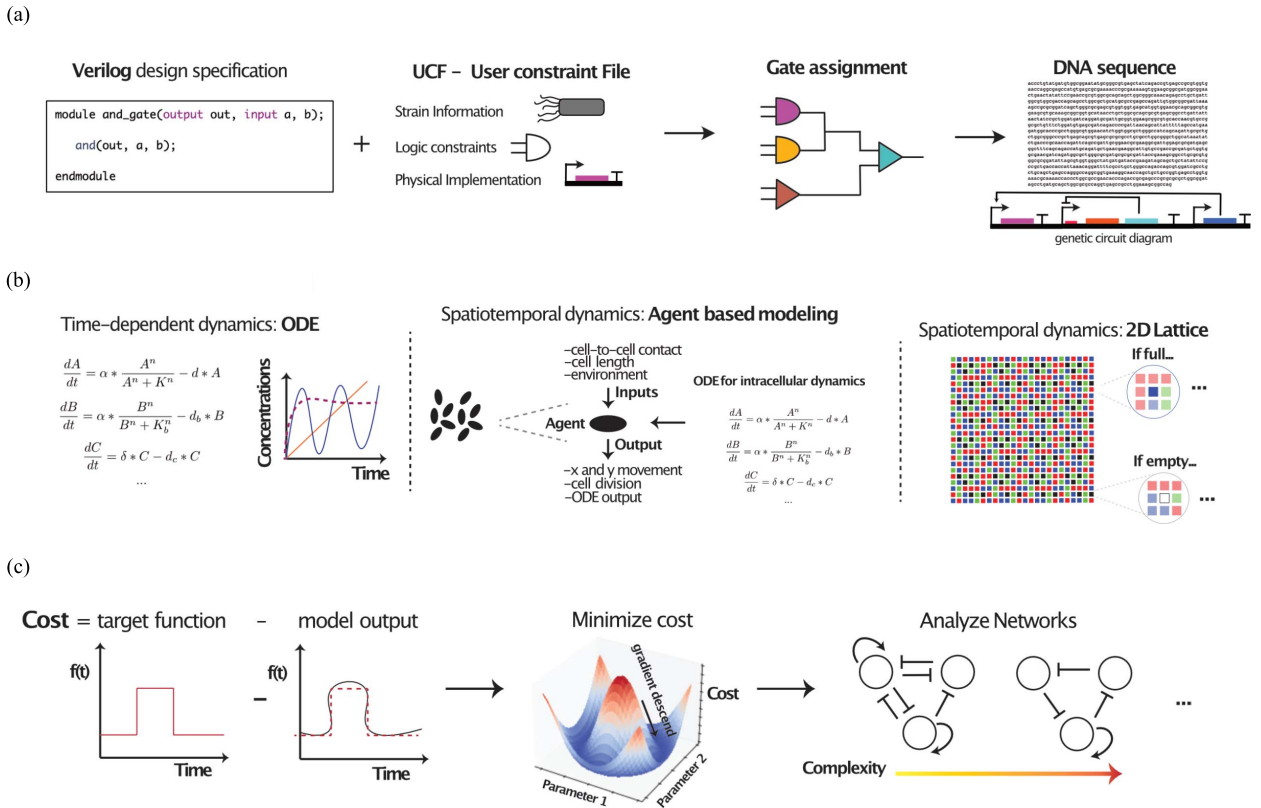 (a)
Verilog design specification
module and_gate(output out, input a, b);
and(out, a, b);
endmodule
+
UCF – User constraint File
Strain Information
Logic constraints
Physical Implementation
Gate assignment
DNA sequence
genetic circuit diagram
(b)
Time-dependent dynamics: ODE
dA/dt = α * A^n/(A^n + K^n) − d * A
dB/dt = α * B^n/(B^n + K_b^n) − d_b * B
dC/dt = δ * C − d_c * C
...
Concentrations
Time
Spatiotemporal dynamics: Agent based modeling
-cell-to-cell contact
-cell length
-environment
Inputs
Agent
Output
-x and y movement
-cell division
-ODE output
ODE for intracellular dynamics
dA/dt = α * A^n/(A^n + K^n) − d * A
dB/dt = α * B^n/(B^n + K_b^n) − d_b * B
dC/dt = δ * C − d_c * C
...
Spatiotemporal dynamics: 2D Lattice
If full...
...
If empty...
...
(c)
Cost = target function - model output
f(t)
Time
-
f(t)
Time
Minimize cost
gradient descend
Cost
Parameter 1
Parameter 2
Analyze Networks
...
Complexity